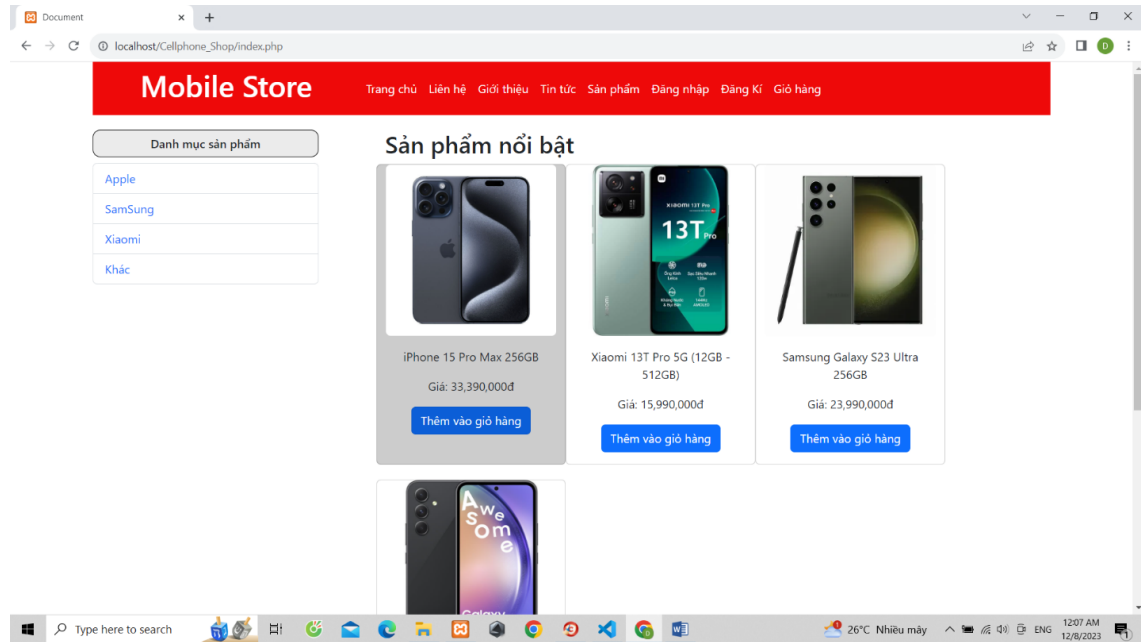 Document
localhost/Cellphone_Shop/index.php
D
Mobile Store
Trang chủ Liên hệ Giới thiệu Tin tức Sản phẩm Đăng nhập Đăng Kí Giỏ hàng
Danh mục sản phẩm
Apple
SamSung
Xiaomi
Khác
Sản phẩm nổi bật
XIAOMI 13T Pro
13T Pro
iPhone 15 Pro Max 256GB
Giá: 33,390,000đ
Thêm vào giỏ hàng
Xiaomi 13T Pro 5G (12GB -
512GB)
Giá: 15,990,000đ
Thêm vào giỏ hàng
Samsung Galaxy S23 Ultra
256GB
Giá: 23,990,000đ
Thêm vào giỏ hàng
Awesome
Galaxy
Type here to search
26°C Nhiều mây
ENG
12:07 AM
12/8/2023